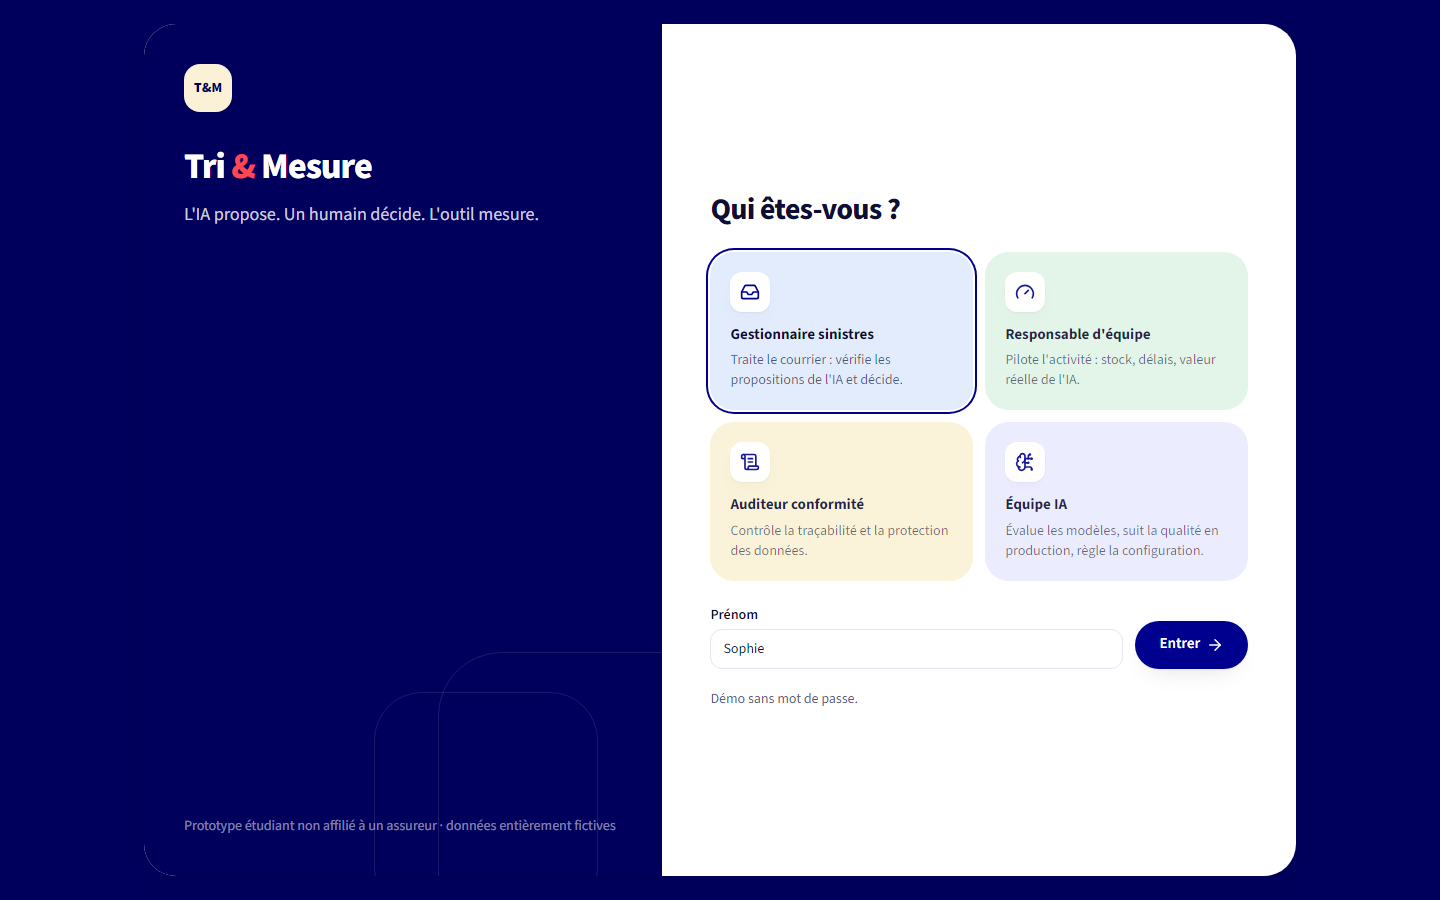 T&M
Tri & Mesure
L'IA propose. Un humain décide. L'outil mesure.
Prototype étudiant non affilié à un assureur · données entièrement fictives
Qui êtes-vous ?
Gestionnaire sinistres
Traite le courrier : vérifie les
propositions de l'IA et décide.
Responsable d'équipe
Pilote l'activité : stock, délais, valeur
réelle de l'IA.
Auditeur conformité
Contrôle la traçabilité et la protection
des données.
Équipe IA
Évalue les modèles, suit la qualité en
production, règle la configuration.
Prénom
Sophie
Entrer
Démo sans mot de passe.